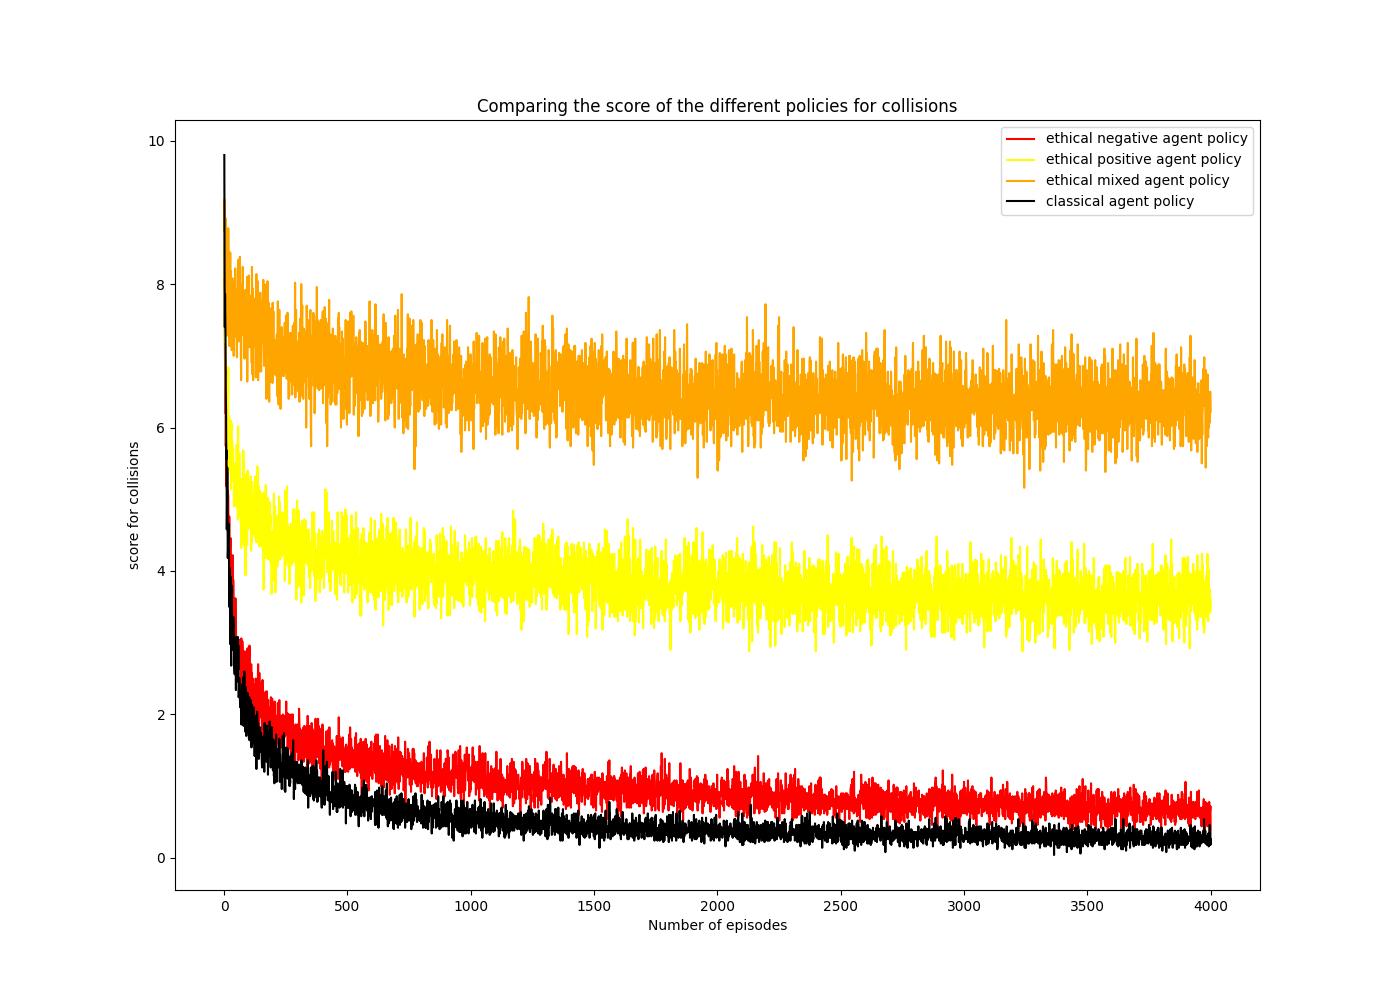 Comparing the score of the different policies for collisions
ethical negative agent policy
ethical positive agent policy
ethical mixed agent policy
classical agent policy
10
8
6
4
2
0
score for collisions
0 500 1000 1500 2000 2500 3000 3500 4000
Number of episodes